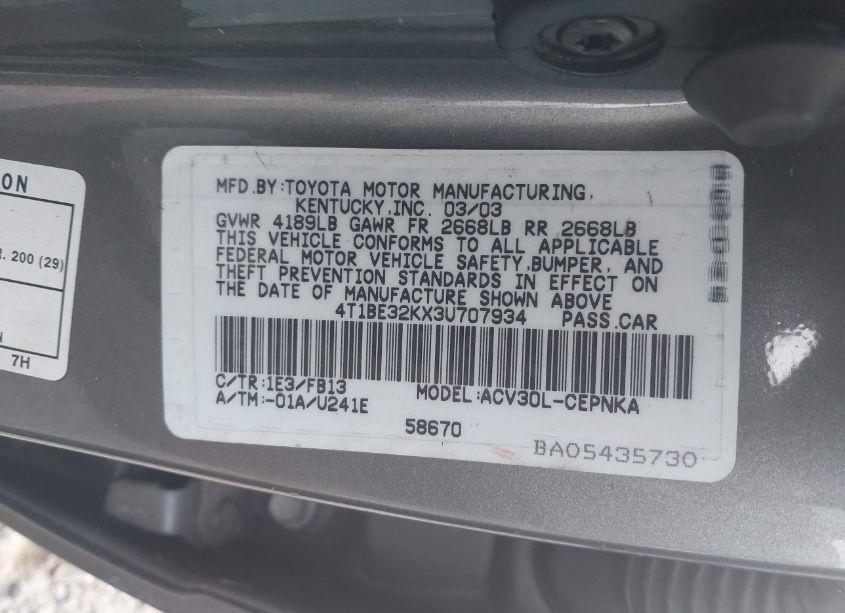 ON
R. 200 (29)
N
7H
MFD.BY:TOYOTA MOTOR MANUFACTURING,
KENTUCKY,INC. 03/03
GVWR 4189LB GAWR FR 2668LB RR 2668LB
THIS VEHICLE CONFORMS TO ALL APPLICABLE
FEDERAL MOTOR VEHICLE SAFETY,BUMPER, AND
THEFT PREVENTION STANDARDS IN EFFECT ON
THE DATE OF MANUFACTURE SHOWN ABOVE
4T1BE32KX3U707934 PASS.CAR
C/TR:1E3/FB13 MODEL:ACV30L-CEPNKA
A/TM:-01A/U241E
58670
BA05435730